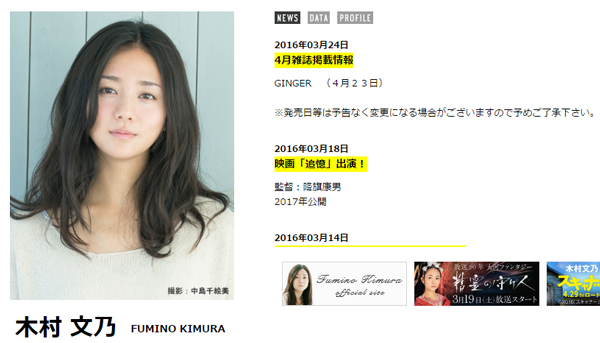 NEWS DATA PROFILE
2016年03月24日
4月雑誌掲載情報
GINGER （４月２３日）
※発売日等は予告なく変更になる場合がございますので予めご了承下さい。
2016年03月18日
映画「追憶」出演！
監督：降旗康男
2017年公開
2016年03月14日
撮影：中島千絵美
木村 文乃 FUMINO KIMURA
Fumino Kimura
official site
放送90年 大河ファンタジー
精霊の守り人
3月19日(土)放送スタート
木村文乃
スキャナー